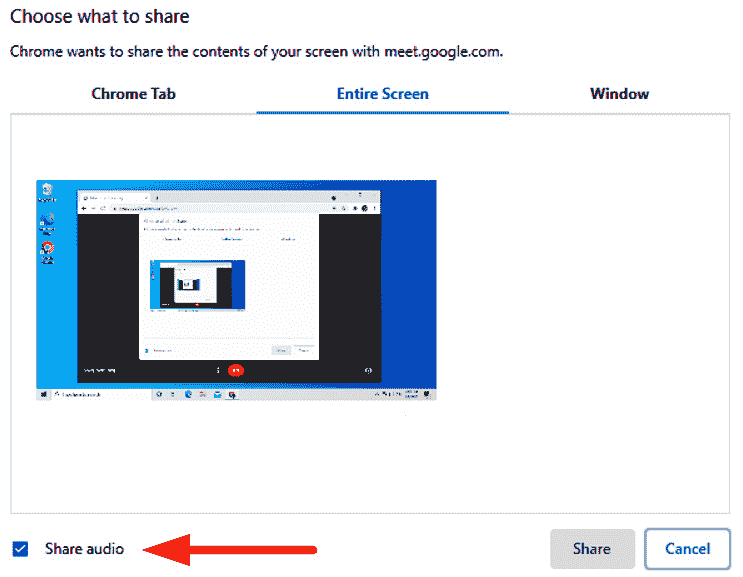 Choose what to share
Chrome wants to share the contents of your screen with meet.google.com.
Chrome Tab
Entire Screen
Window
Share audio
Share
Cancel